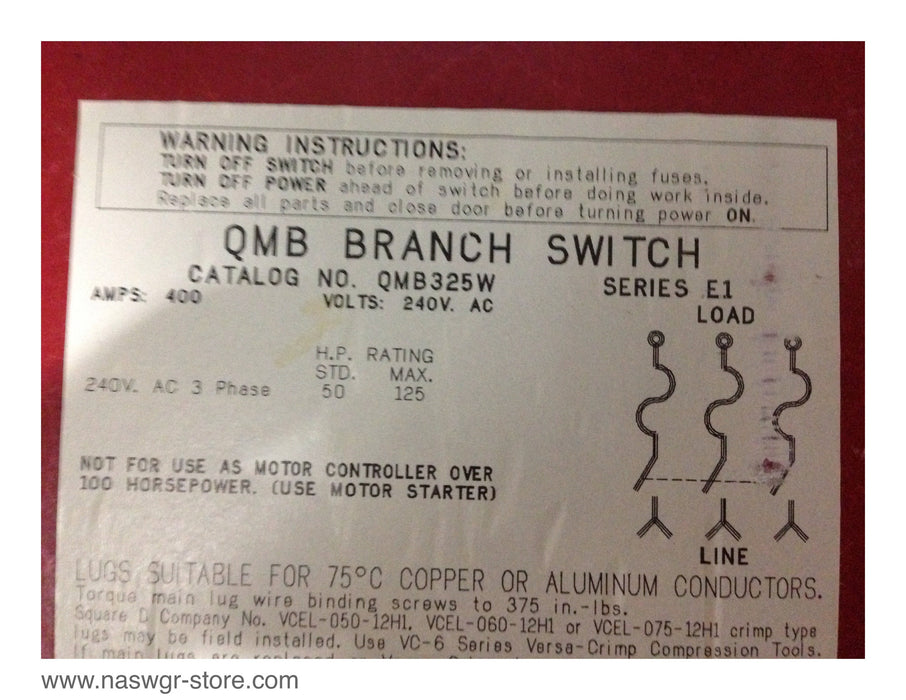 WARNING INSTRUCTIONS:
TURN OFF SWITCH before removing or installing fuses.
TURN OFF POWER ahead of switch before doing work inside.
Replace all parts and close door before turning power ON.
QMB BRANCH SWITCH
CATALOG NO. QMB325W SERIES E1
AMPS: 400 VOLTS: 240V. AC
LOAD
H.P. RATING
STD. MAX.
240V. AC 3 Phase 50 125
NOT FOR USE AS MOTOR CONTROLLER OVER
100 HORSEPOWER. (USE MOTOR STARTER)
LINE
LUGS SUITABLE FOR 75°C COPPER OR ALUMINUM CONDUCTORS.
Torque main lug wire binding screws to 375 in.-lbs.
Square D Company No. VCEL-050-12H1, VCEL-060-12H1 or VCEL-075-12H1 crimp type
lugs may be field installed. Use VC-6 Series Versa-Crimp Compression Tools.
If main lugs are replaced
www.naswgr-store.com